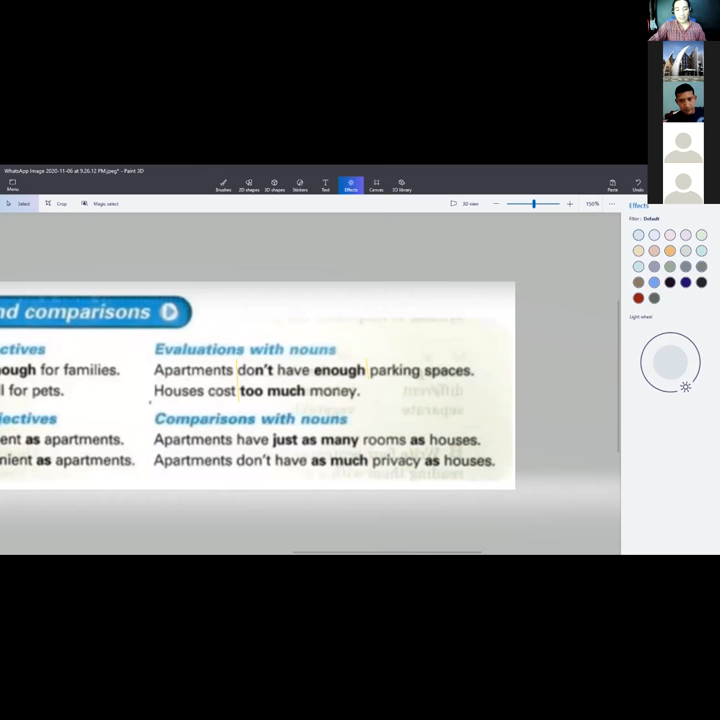 WhatsApp Image 2020-11-06 at 9.26.12 PM.jpeg* - Paint 3D
Menu
Brushes
2D shapes
3D shapes
Stickers
Text
Effects
Canvas
3D library
Paste
Undo
Select
Crop
Magic select
3D view
150%
Effects
Filter: Default
Light wheel
nd comparisons
ctives
ough for families.
l for pets.
jectives
ent as apartments.
nient as apartments.
Evaluations with nouns
Apartments don't have enough parking spaces.
Houses cost too much money.
Comparisons with nouns
Apartments have just as many rooms as houses.
Apartments don't have as much privacy as houses.